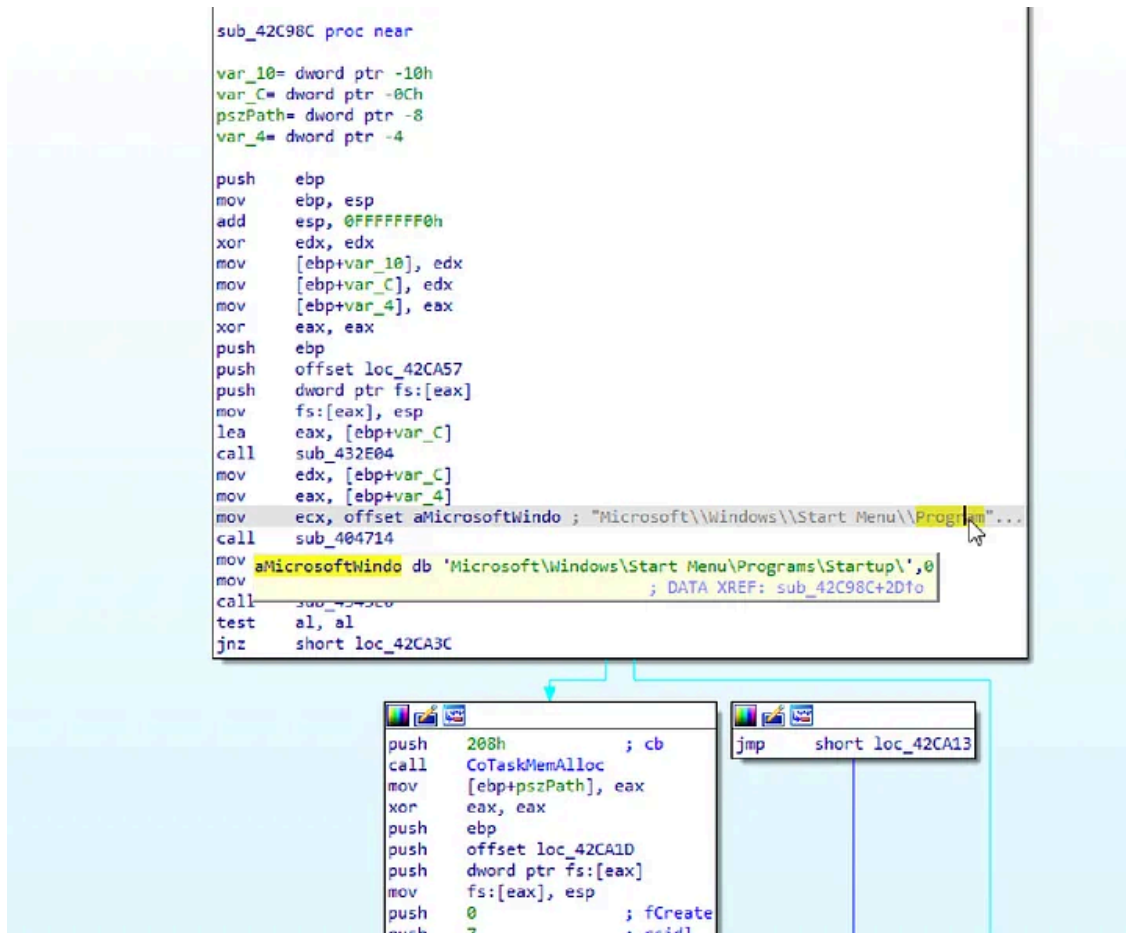 sub_42C98C proc near
var_10= dword ptr -10h
var_C= dword ptr -0Ch
pszPath= dword ptr -8
var_4= dword ptr -4
push ebp
mov ebp, esp
add esp, 0FFFFFFF0h
xor edx, edx
mov [ebp+var_10], edx
mov [ebp+var_C], edx
mov [ebp+var_4], eax
xor eax, eax
push ebp
push offset loc_42CA57
push dword ptr fs:[eax]
mov fs:[eax], esp
lea eax, [ebp+var_C]
call sub_432E04
mov edx, [ebp+var_C]
mov eax, [ebp+var_4]
mov ecx, offset aMicrosoftWindo ; "Microsoft\\Windows\\Start Menu\\Program"...
call sub_404714
mov
aMicrosoftWindo db 'Microsoft\Windows\Start Menu\Programs\Startup\',0
mov
; DATA XREF: sub_42C98C+2D↑o
call
test al, al
jnz short loc_42CA3C
push 208h ; cb
call CoTaskMemAlloc
mov [ebp+pszPath], eax
xor eax, eax
push ebp
push offset loc_42CA1D
push dword ptr fs:[eax]
mov fs:[eax], esp
push 0 ; fCreate
push 7 ; csidl
jmp short loc_42CA13